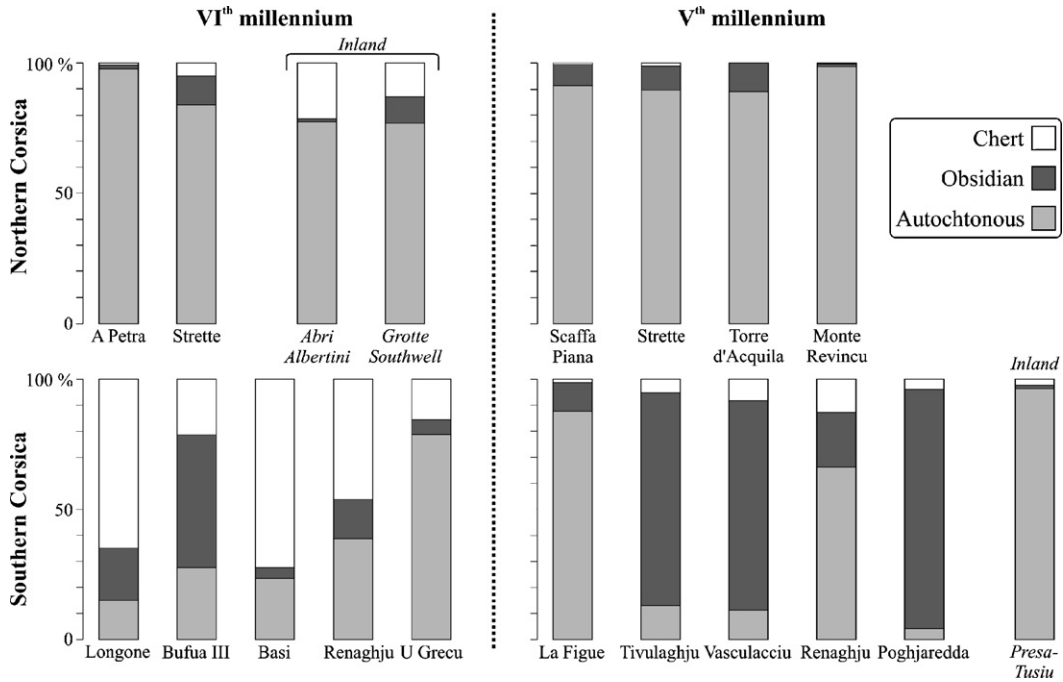 VIth millennium
Vth millennium
Northern Corsica
Inland
100 %
50
0
A Petra
Strette
Abri
Albertini
Grotte
Southwell
Scaffa
Piana
Strette
Torre
d'Acquila
Monte
Revincu
Chert
Obsidian
Autochtonous
Southern Corsica
100 %
50
0
Longone
Bufua III
Basi
Renaghju
U Grecu
Inland
La Figue
Tivulaghju
Vasculacciu
Renaghju
Poghjaredda
Presa-
Tusiu